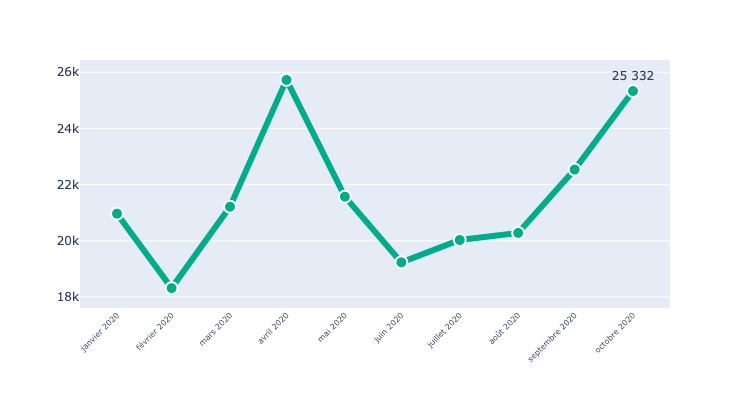 26k
24k
22k
20k
18k
25 332
janvier 2020
février 2020
mars 2020
avril 2020
mai 2020
juin 2020
juillet 2020
août 2020
septembre 2020
octobre 2020